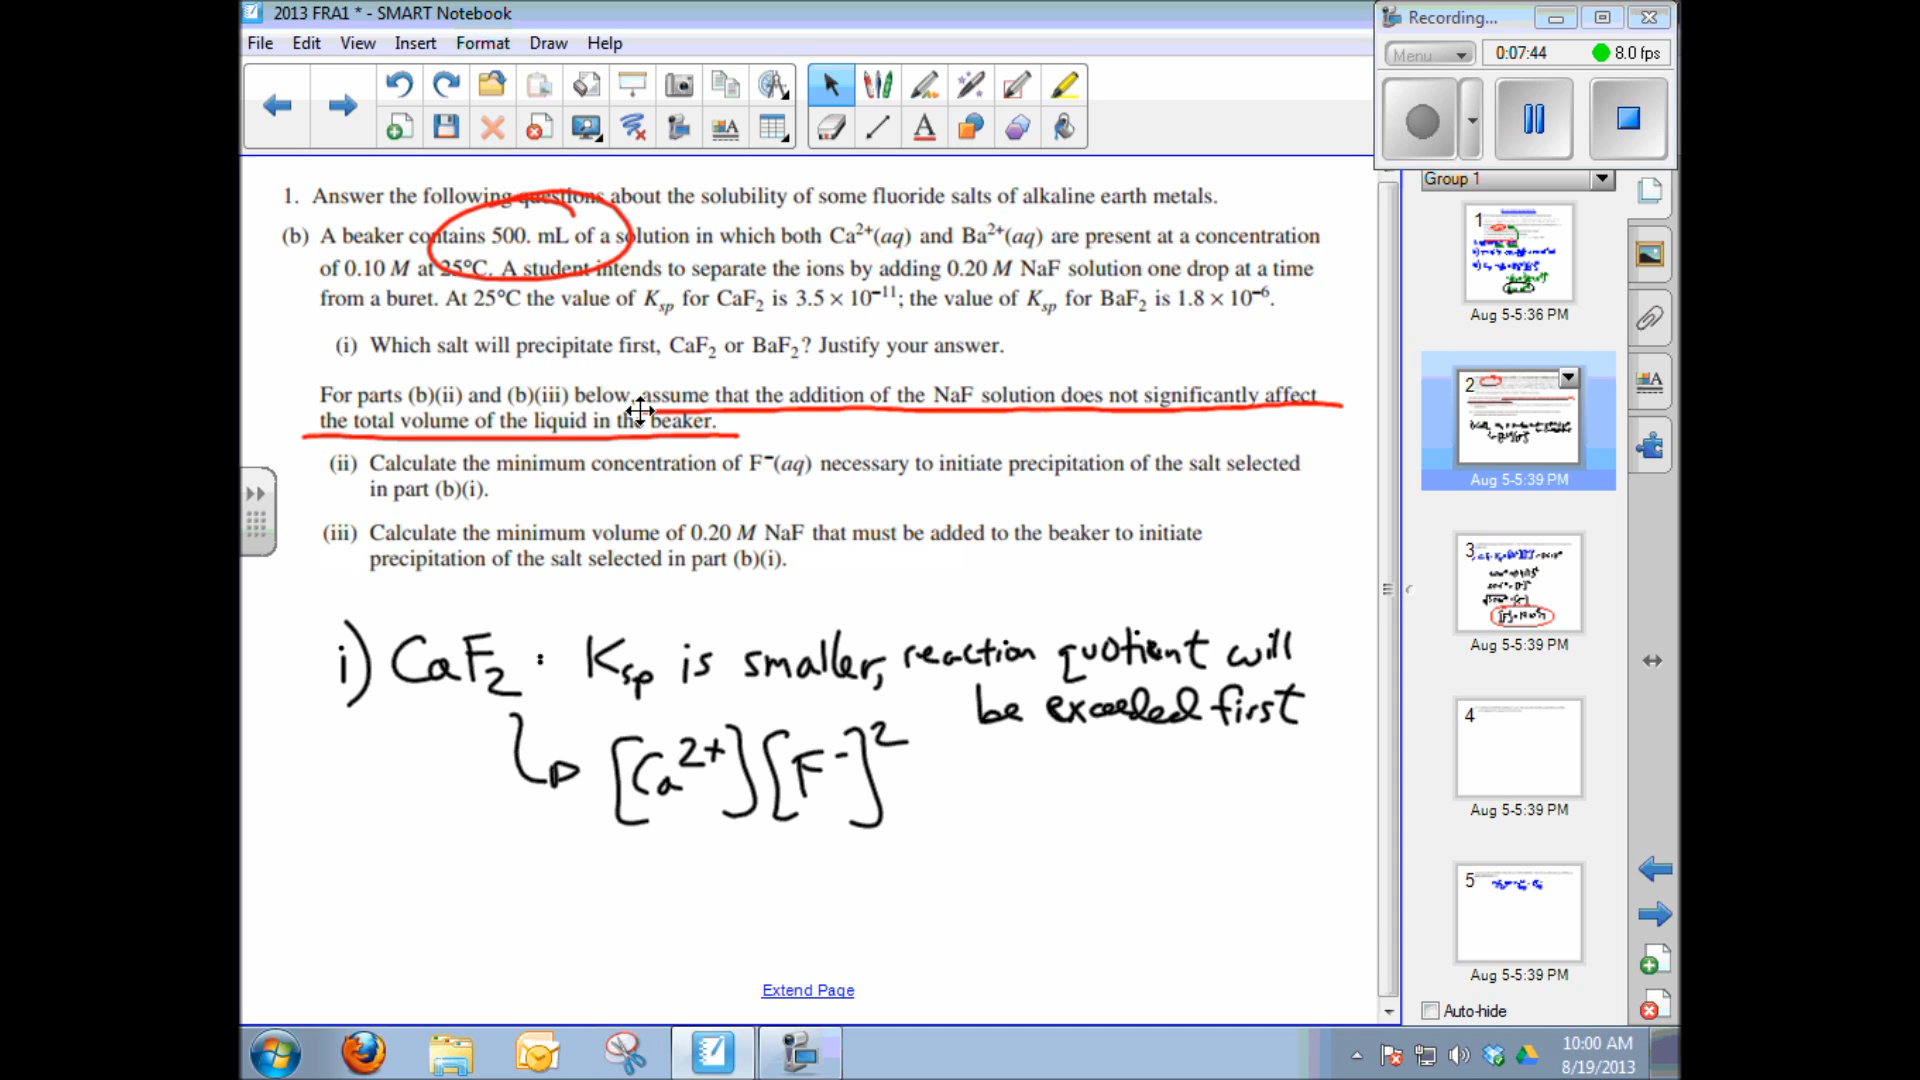 2013 FRA1 * - SMART Notebook
File Edit View Insert Format Draw Help
Recording...
Menu
0:07:44
8.0 fps
1. Answer the following questions about the solubility of some fluoride salts of alkaline earth metals.
(b) A beaker contains 500. mL of a solution in which both Ca²⁺(aq) and Ba²⁺(aq) are present at a concentration
of 0.10 M at 25°C. A student intends to separate the ions by adding 0.20 M NaF solution one drop at a time
from a buret. At 25°C the value of Ksp for CaF₂ is 3.5 × 10⁻¹¹; the value of Ksp for BaF₂ is 1.8 × 10⁻⁶.
(i) Which salt will precipitate first, CaF₂ or BaF₂? Justify your answer.
For parts (b)(ii) and (b)(iii) below, assume that the addition of the NaF solution does not significantly affect
the total volume of the liquid in the beaker.
(ii) Calculate the minimum concentration of F⁻(aq) necessary to initiate precipitation of the salt selected
in part (b)(i).
(iii) Calculate the minimum volume of 0.20 M NaF that must be added to the beaker to initiate
precipitation of the salt selected in part (b)(i).
i) CaF₂ : Ksp is smaller, reaction quotient will
be exceeded first
[Ca²⁺][F⁻]²
Extend Page
Group 1
1
Aug 5-5:36 PM
2
Aug 5-5:39 PM
3
Aug 5-5:39 PM
4
Aug 5-5:39 PM
5
Aug 5-5:39 PM
Auto-hide
10:00 AM
8/19/2013